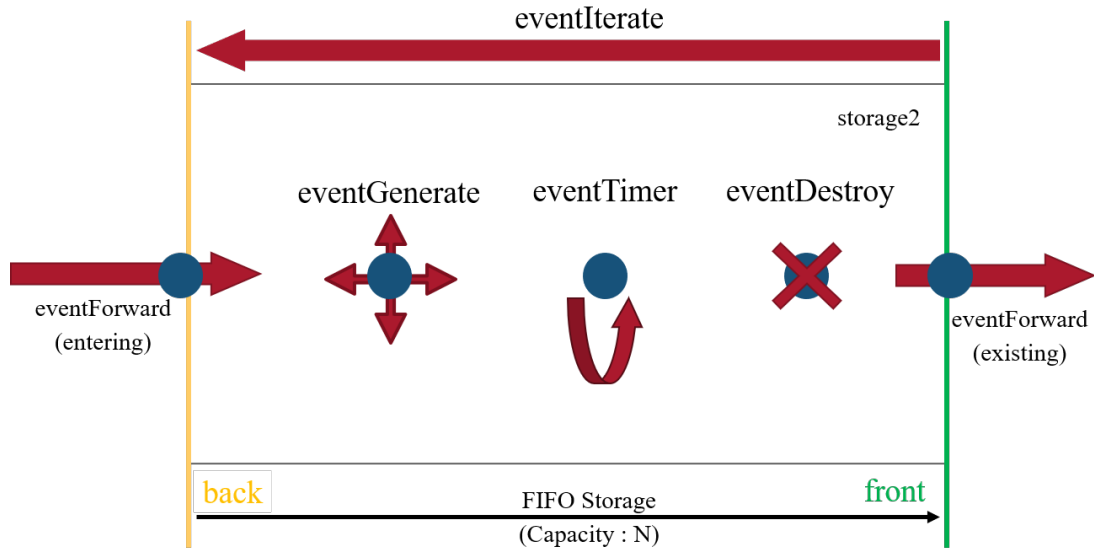 eventIterate
storage2
eventGenerate
eventTimer
eventDestroy
eventForward
(entering)
eventForward
(existing)
back
FIFO Storage
(Capacity : N)
front